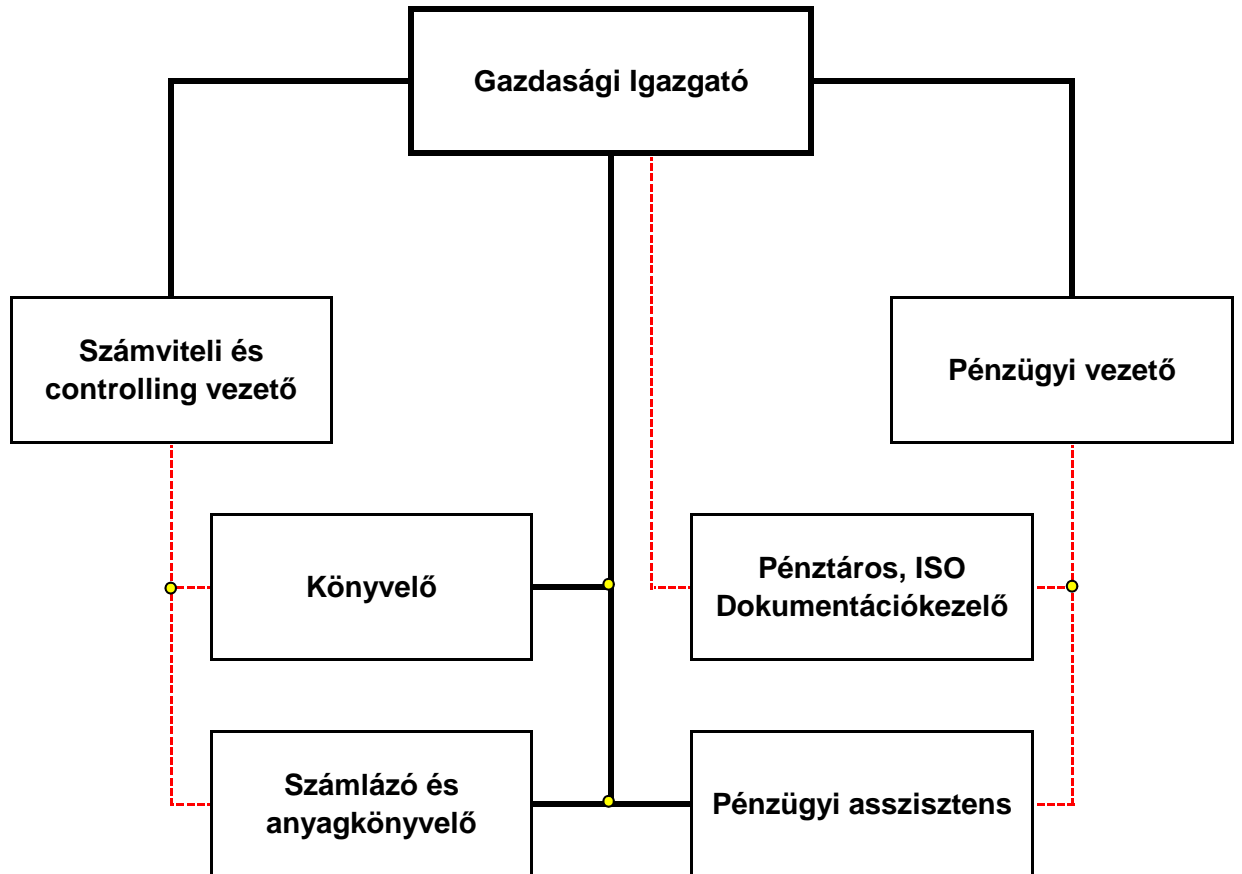 Gazdasági Igazgató
Számviteli és
controlling vezető
Pénzügyi vezető
Könyvelő
Pénztáros, ISO
Dokumentációkezelő
Számlázó és
anyagkönyvelő
Pénzügyi asszisztens